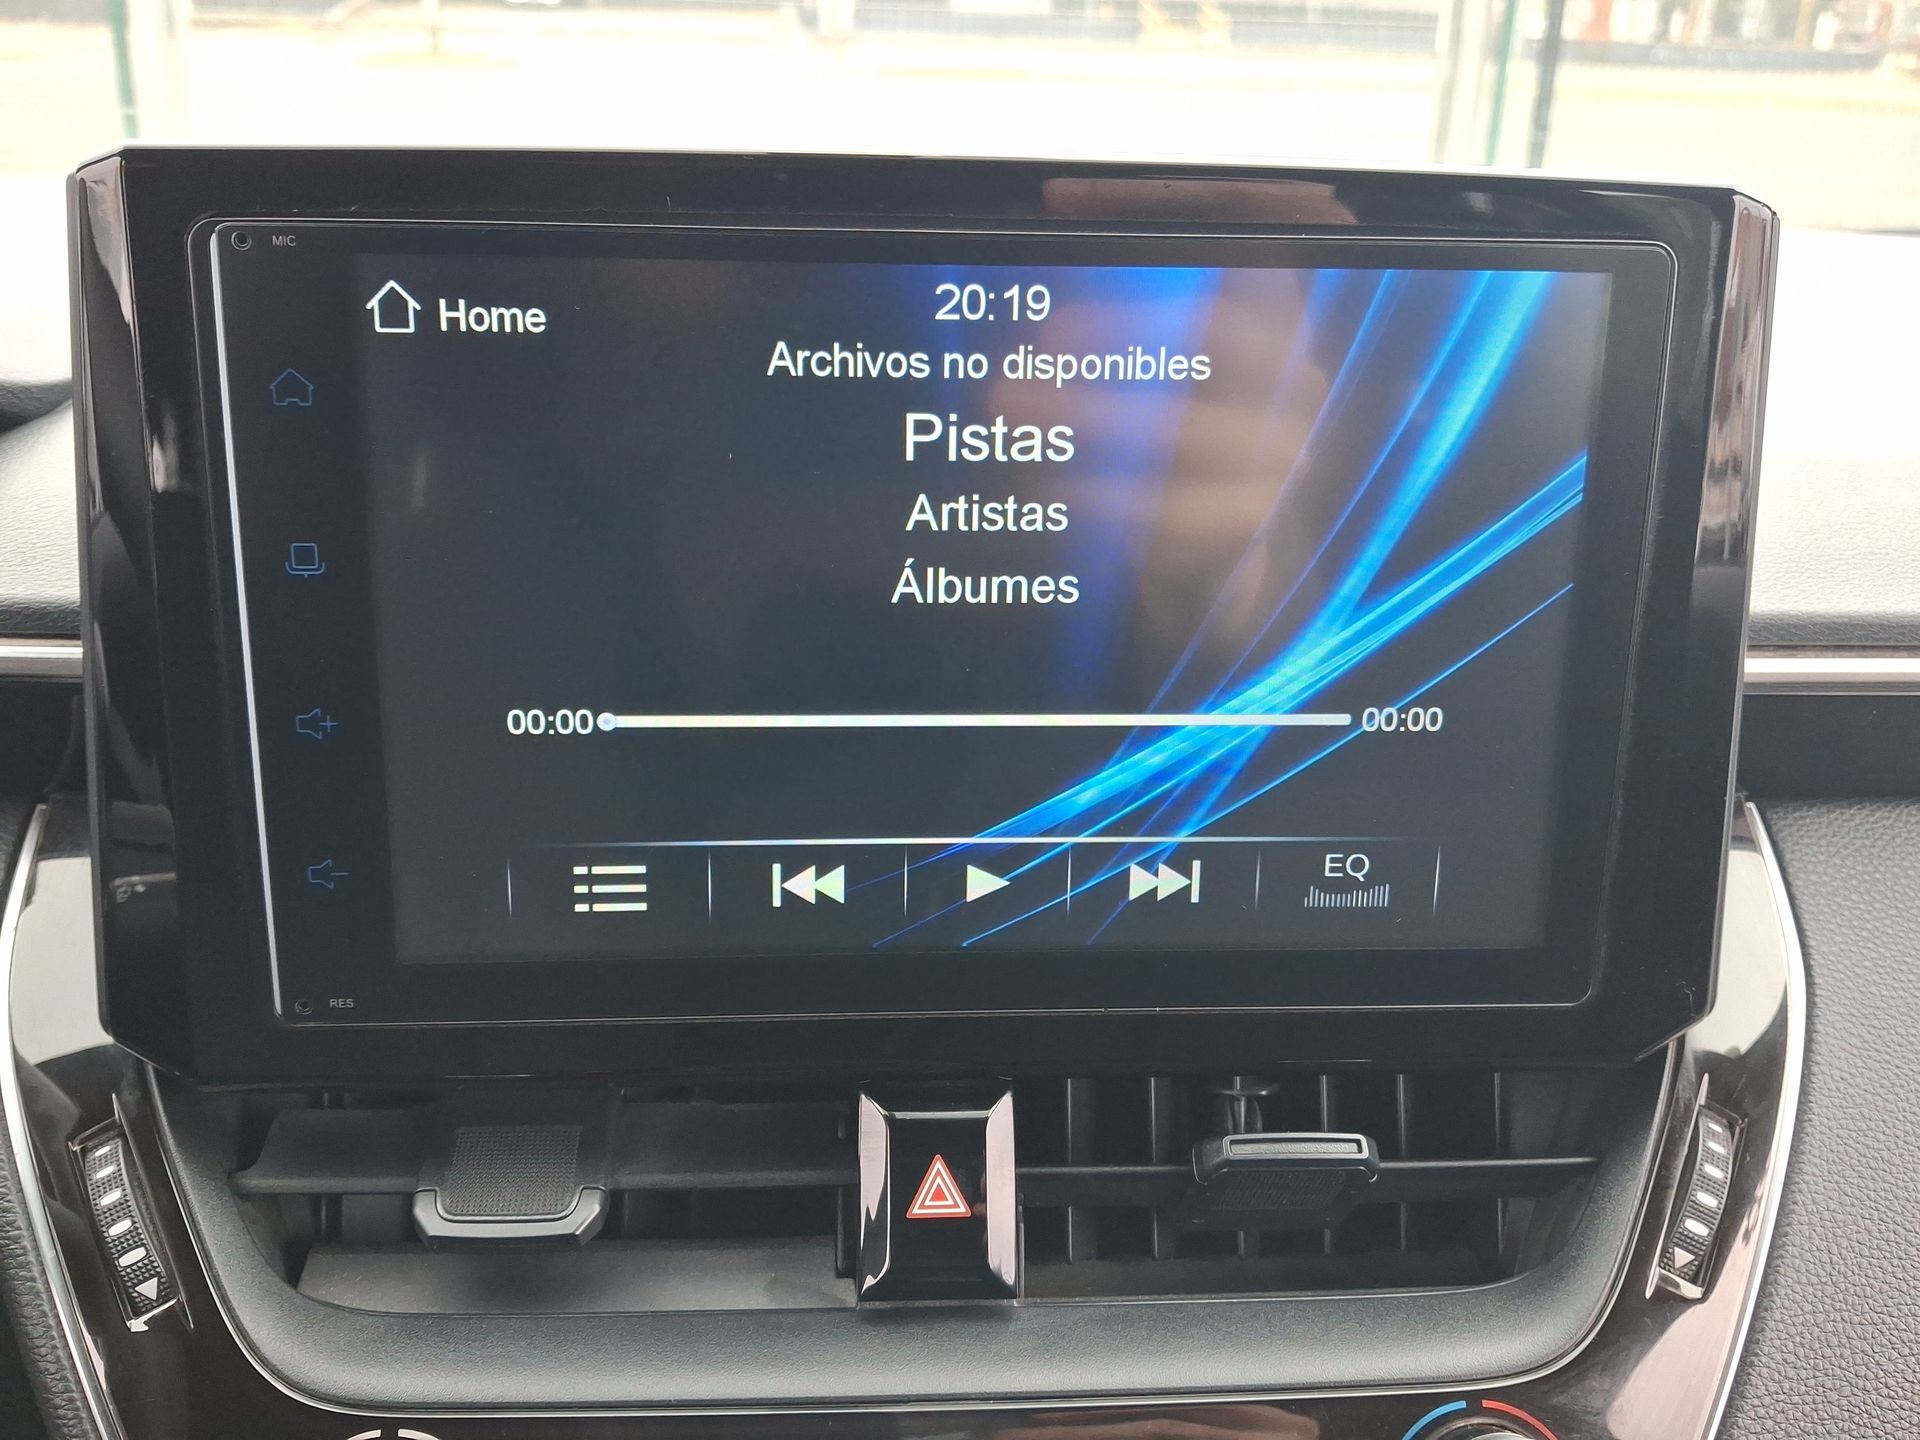 MIC
Home
20:19
Archivos no disponibles
Pistas
Artistas
Álbumes
00:00 00:00
EQ
RES